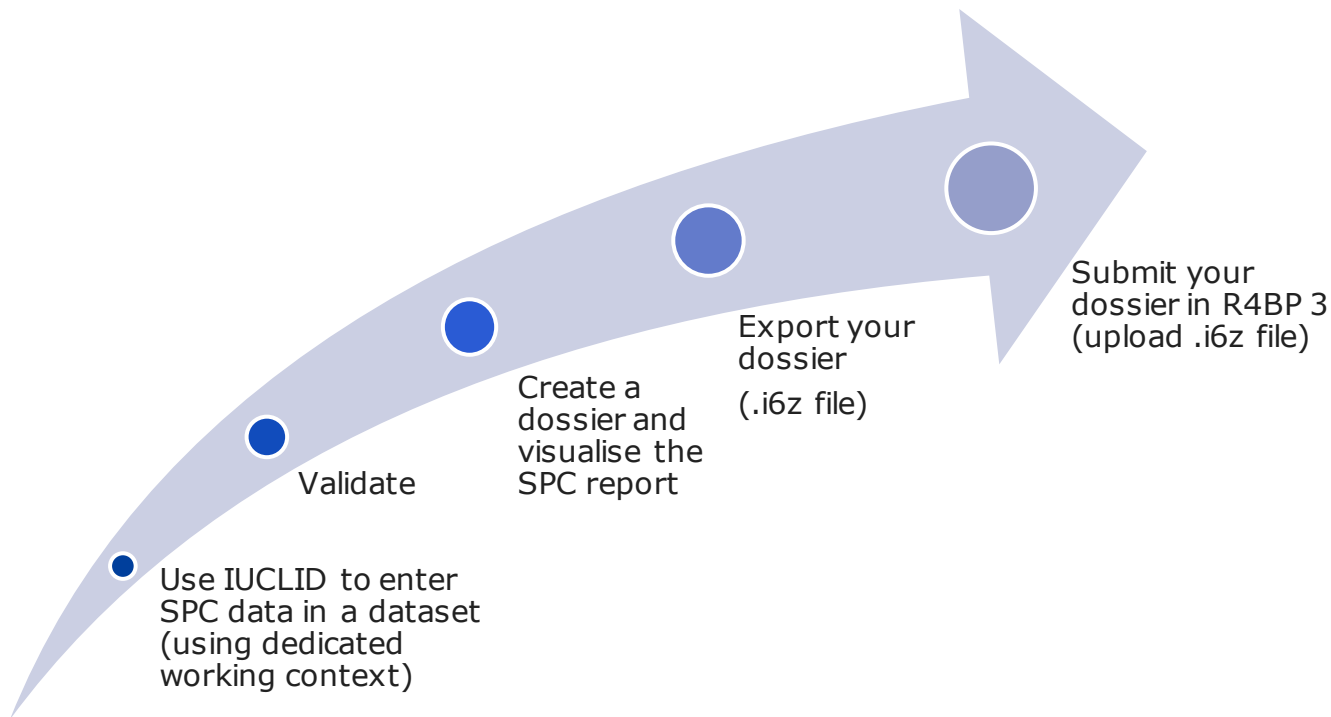 Use IUCLID to enter
SPC data in a dataset
(using dedicated
working context)
Validate
Create a
dossier and
visualise the
SPC report
Export your
dossier
(.i6z file)
Submit your
dossier in R4BP 3
(upload .i6z file)